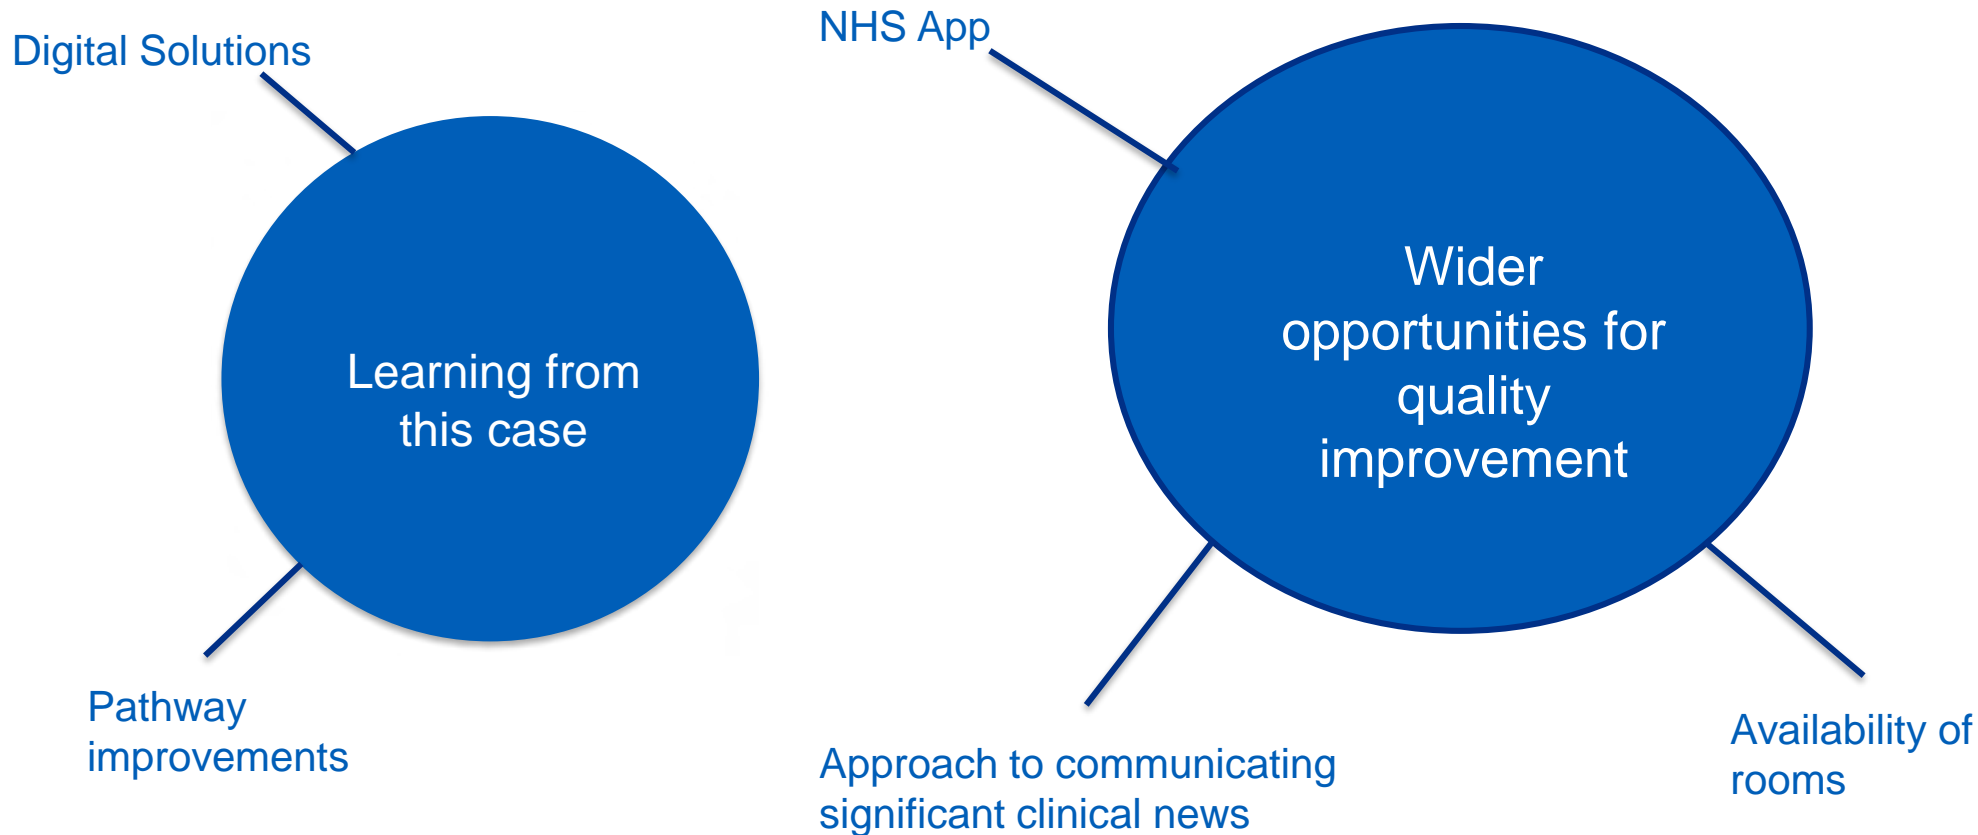 Digital Solutions
Learning from
this case
Pathway
improvements
NHS App
Wider
opportunities for
quality
improvement
Approach to communicating
significant clinical news
Availability of
rooms